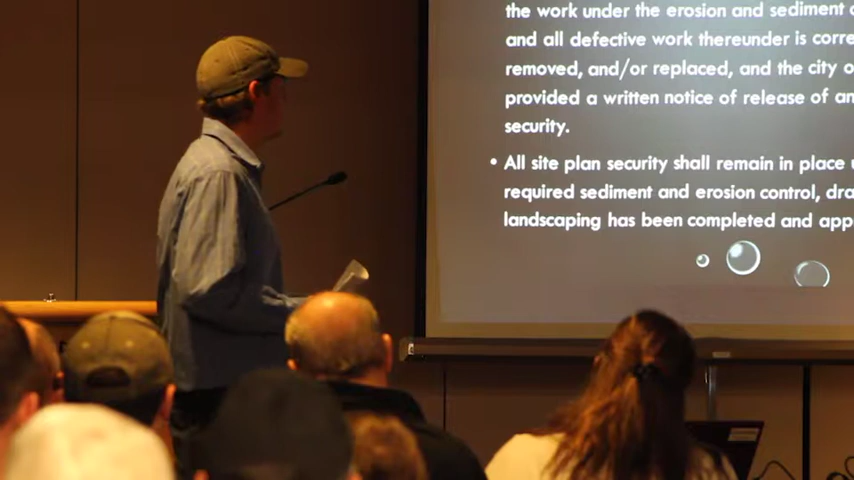 the work under the erosion and sediment
and all defective work thereunder is corre
removed, and/or replaced, and the city o
provided a written notice of release of an
security.
• All site plan security shall remain in place u
required sediment and erosion control, dra
landscaping has been completed and app